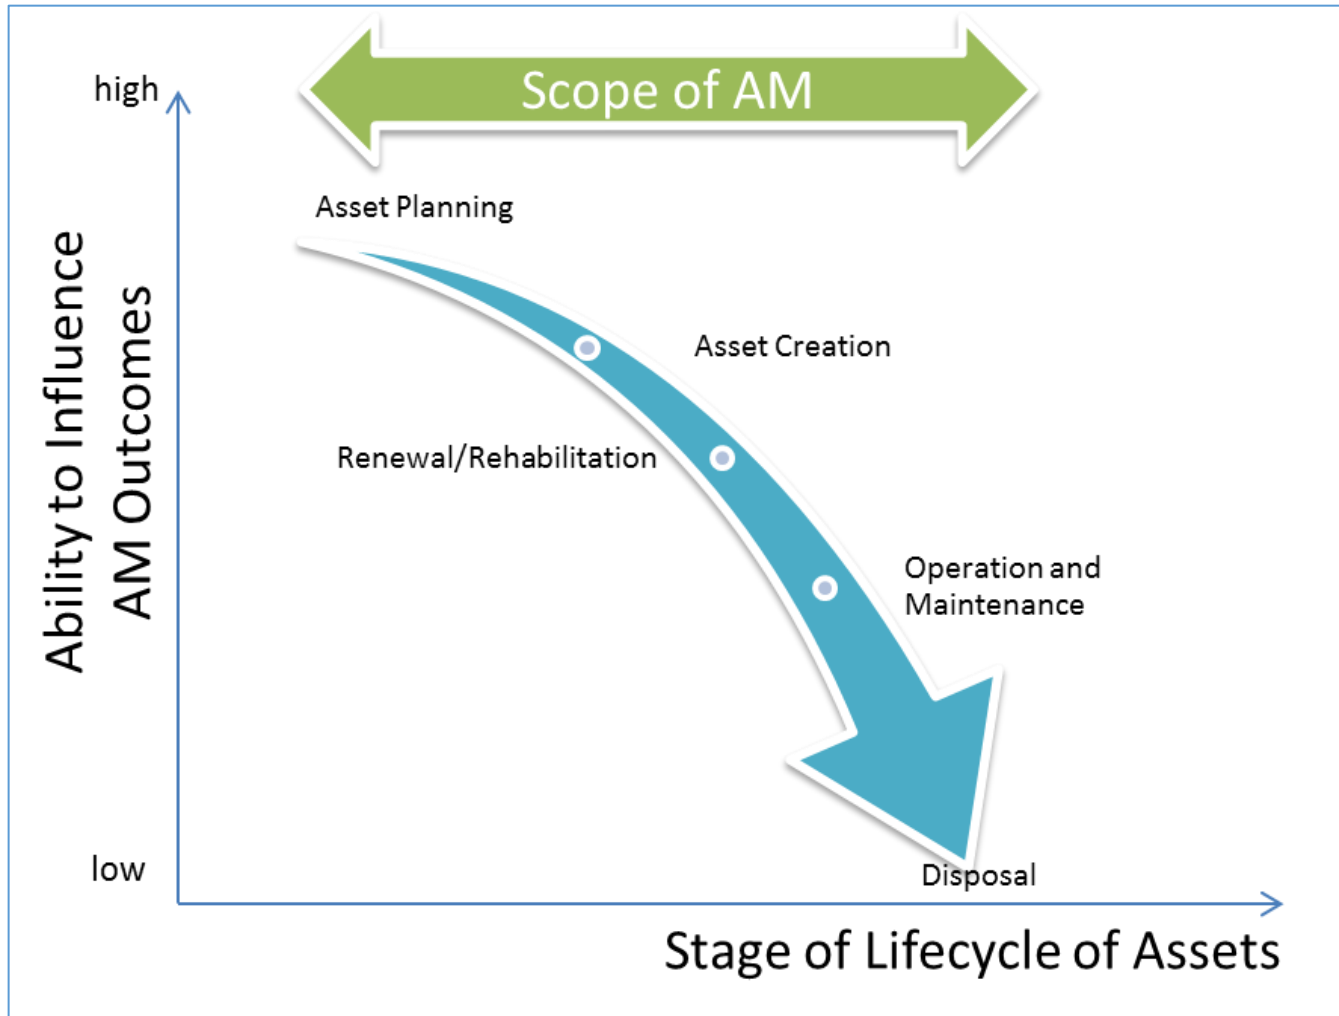 Scope of AM
high
Asset Planning
Ability to Influence
AM Outcomes
Asset Creation
Renewal/Rehabilitation
Operation and
Maintenance
low
Disposal
Stage of Lifecycle of Assets